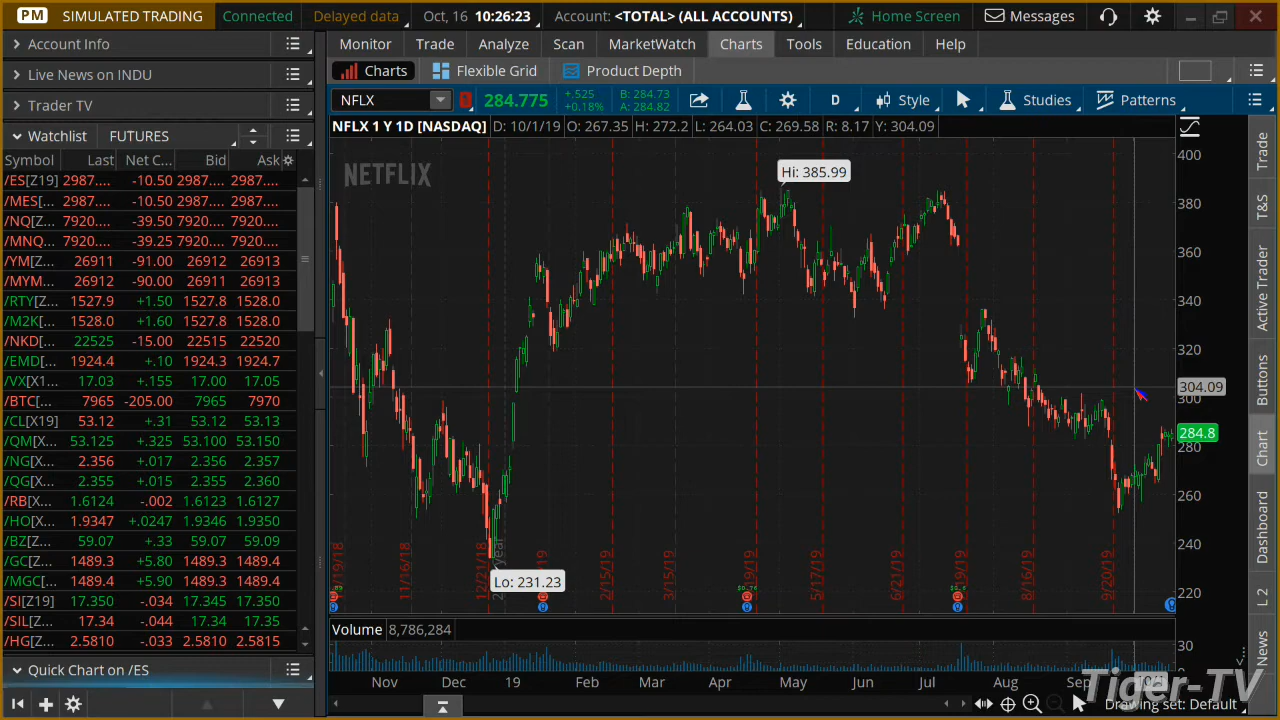 PM SIMULATED TRADING Connected Delayed data Oct, 16 10:26:23 Account: <TOTAL> (ALL ACCOUNTS) Home Screen Messages
Account Info
Live News on INDU
Trader TV
Watchlist FUTURES
Symbol Last Net C... Bid Ask
/ES[Z19] 2987.... -10.50 2987.... 2987....
/MES[... 2987.... -10.50 2987.... 2987....
/NQ[Z... 7920.... -39.50 7920.... 7920....
/MNQ... 7920.... -39.25 7920.... 7920....
/YM[Z... 26911 -91.00 26912 26913
/MYM... 26912 -90.00 26911 26913
/RTY[Z... 1527.9 +1.50 1527.8 1528.0
/M2K[... 1528.0 +1.60 1527.8 1528.0
/NKD[... 22525 -15.00 22515 22520
/EMD[... 1924.4 +.10 1924.3 1924.7
/VX[X1... 17.03 +.155 17.00 17.05
/BTC[... 7965 -205.00 7965 7970
/CL[X19] 53.12 +.31 53.12 53.13
/QM[X... 53.125 +.325 53.100 53.150
/NG[X... 2.356 +.017 2.356 2.357
/QG[X... 2.355 +.015 2.355 2.360
/RB[X... 1.6124 -.002 1.6123 1.6127
/HO[X... 1.9347 +.0247 1.9346 1.9350
/BZ[Z... 59.07 +.33 59.07 59.09
/GC[Z... 1489.3 +5.80 1489.3 1489.4
/MGC[... 1489.4 +5.90 1489.3 1489.4
/SI[Z19] 17.350 -.034 17.345 17.350
/SIL[Z... 17.34 -.044 17.34 17.35
/HG[Z... 2.5810 -.033 2.5810 2.5815
Quick Chart on /ES
Monitor Trade Analyze Scan MarketWatch Charts Tools Education Help
Charts Flexible Grid Product Depth
NFLX 284.775 +.525 B: 284.73 D Style Studies Patterns
+0.18% A: 284.82
NFLX 1 Y 1D [NASDAQ] D: 10/1/19 O: 267.35 H: 272.2 L: 264.03 C: 269.58 R: 8.17 Y: 304.09
NETFLIX
Hi: 385.99
Lo: 231.23
400
380
360
340
320
304.09
300
284.8
280
260
240
220
11/16/18 12/21/18 2/15/19 3/15/19 5/17/19 6/21/19 8/16/19 9/20/19
Volume 8,786,284
30
Nov Dec 19 Feb Mar Apr May Jun Jul Aug Sep
Drawing set: Default
Tiger-TV
Trade
T&S
Active Trader
Buttons
Chart
Dashboard
L 2
News